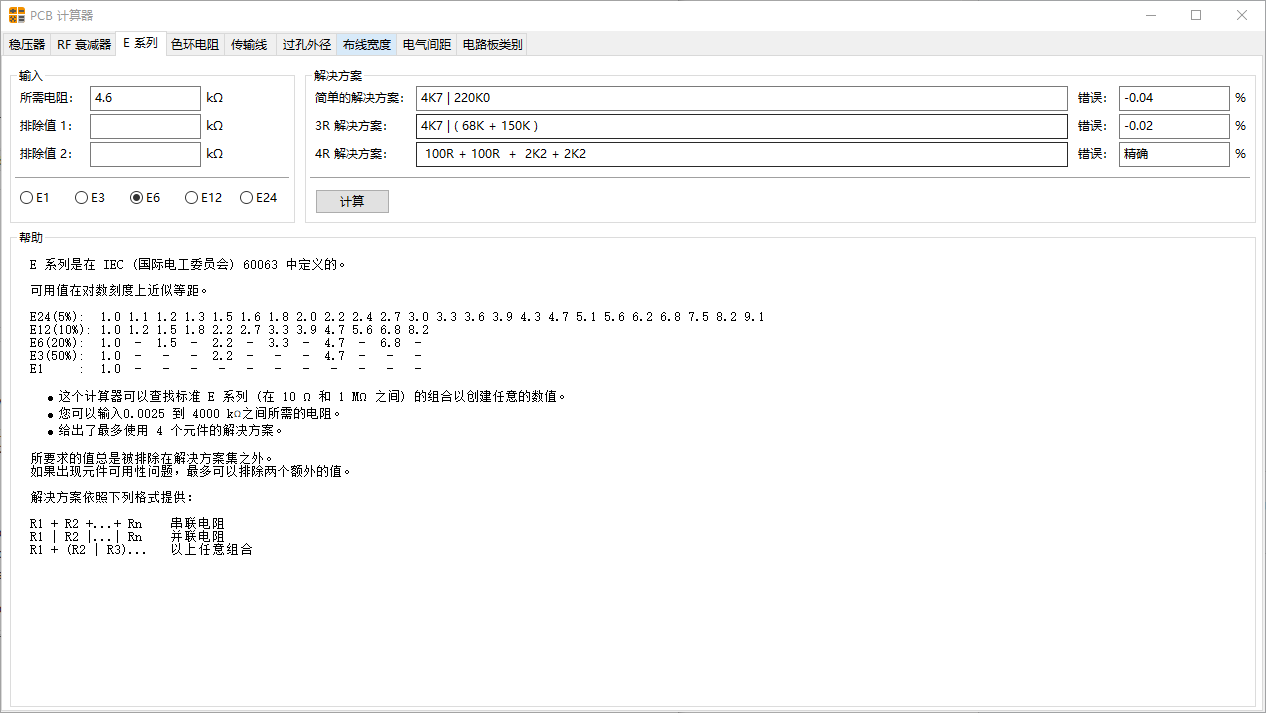 PCB 计算器
稳压器 RF 衰减器 E 系列 色环电阻 传输线 过孔外径 布线宽度 电气间距 电路板类别
输入
所需电阻: 4.6 kΩ
排除值 1: kΩ
排除值 2: kΩ
E1 E3 E6 E12 E24
解决方案
简单的解决方案: 4K7 | 220K0 错误: -0.04 %
3R 解决方案: 4K7 | ( 68K + 150K ) 错误: -0.02 %
4R 解决方案: 100R + 100R + 2K2 + 2K2 错误: 精确 %
计算
帮助
E 系列是在 IEC (国际电工委员会) 60063 中定义的。
可用值在对数刻度上近似等距。
E24(5%): 1.0 1.1 1.2 1.3 1.5 1.6 1.8 2.0 2.2 2.4 2.7 3.0 3.3 3.6 3.9 4.3 4.7 5.1 5.6 6.2 6.8 7.5 8.2 9.1
E12(10%): 1.0 1.2 1.5 1.8 2.2 2.7 3.3 3.9 4.7 5.6 6.8 8.2
E6(20%): 1.0 - 1.5 - 2.2 - 3.3 - 4.7 - 6.8 -
E3(50%): 1.0 - - - 2.2 - - - 4.7 - - -
E1 : 1.0 - - - - - - - - - - -
• 这个计算器可以查找标准 E 系列 (在 10 Ω 和 1 MΩ 之间) 的组合以创建任意的数值。
• 您可以输入0.0025 到 4000 kΩ之间所需的电阻。
• 给出了最多使用 4 个元件的解决方案。
所要求的值总是被排除在解决方案集之外。
如果出现元件可用性问题，最多可以排除两个额外的值。
解决方案依照下列格式提供:
R1 + R2 +...+ Rn 串联电阻
R1 | R2 |...| Rn 并联电阻
R1 + (R2 | R3)... 以上任意组合